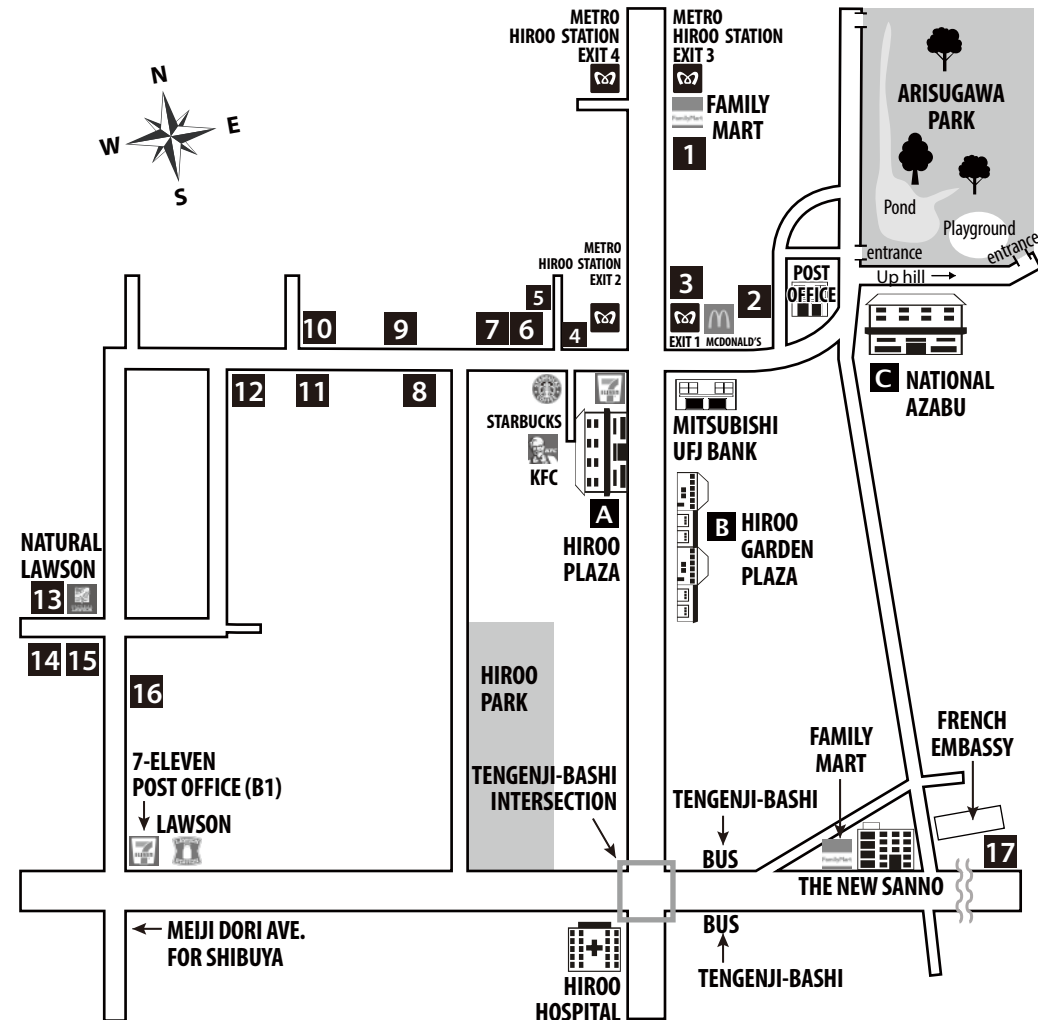 METRO
HIROO STATION
EXIT 4
METRO
HIROO STATION
EXIT 3
FAMILY
MART
FamilyMart
1
ARISUGAWA
PARK
Pond
Playground
entrance
entrance
Up hill →
N
E
W
S
METRO
HIROO STATION
EXIT 2
3
2
POST
OFFICE
EXIT 1
MCDONALD'S
5
4
10
9
7
6
12
11
8
STARBUCKS
KFC
A
HIROO
PLAZA
MITSUBISHI
UFJ BANK
B
HIROO
GARDEN
PLAZA
C
NATIONAL
AZABU
NATURAL
LAWSON
13
14
15
16
HIROO
PARK
7-ELEVEN
POST OFFICE (B1)
LAWSON
TENGENJI-BASHI
INTERSECTION
TENGENJI-BASHI
BUS
FAMILY
MART
FamilyMart
FRENCH
EMBASSY
17
THE NEW SANNO
MEIJI DORI AVE.
FOR SHIBUYA
BUS
TENGENJI-BASHI
HIROO
HOSPITAL